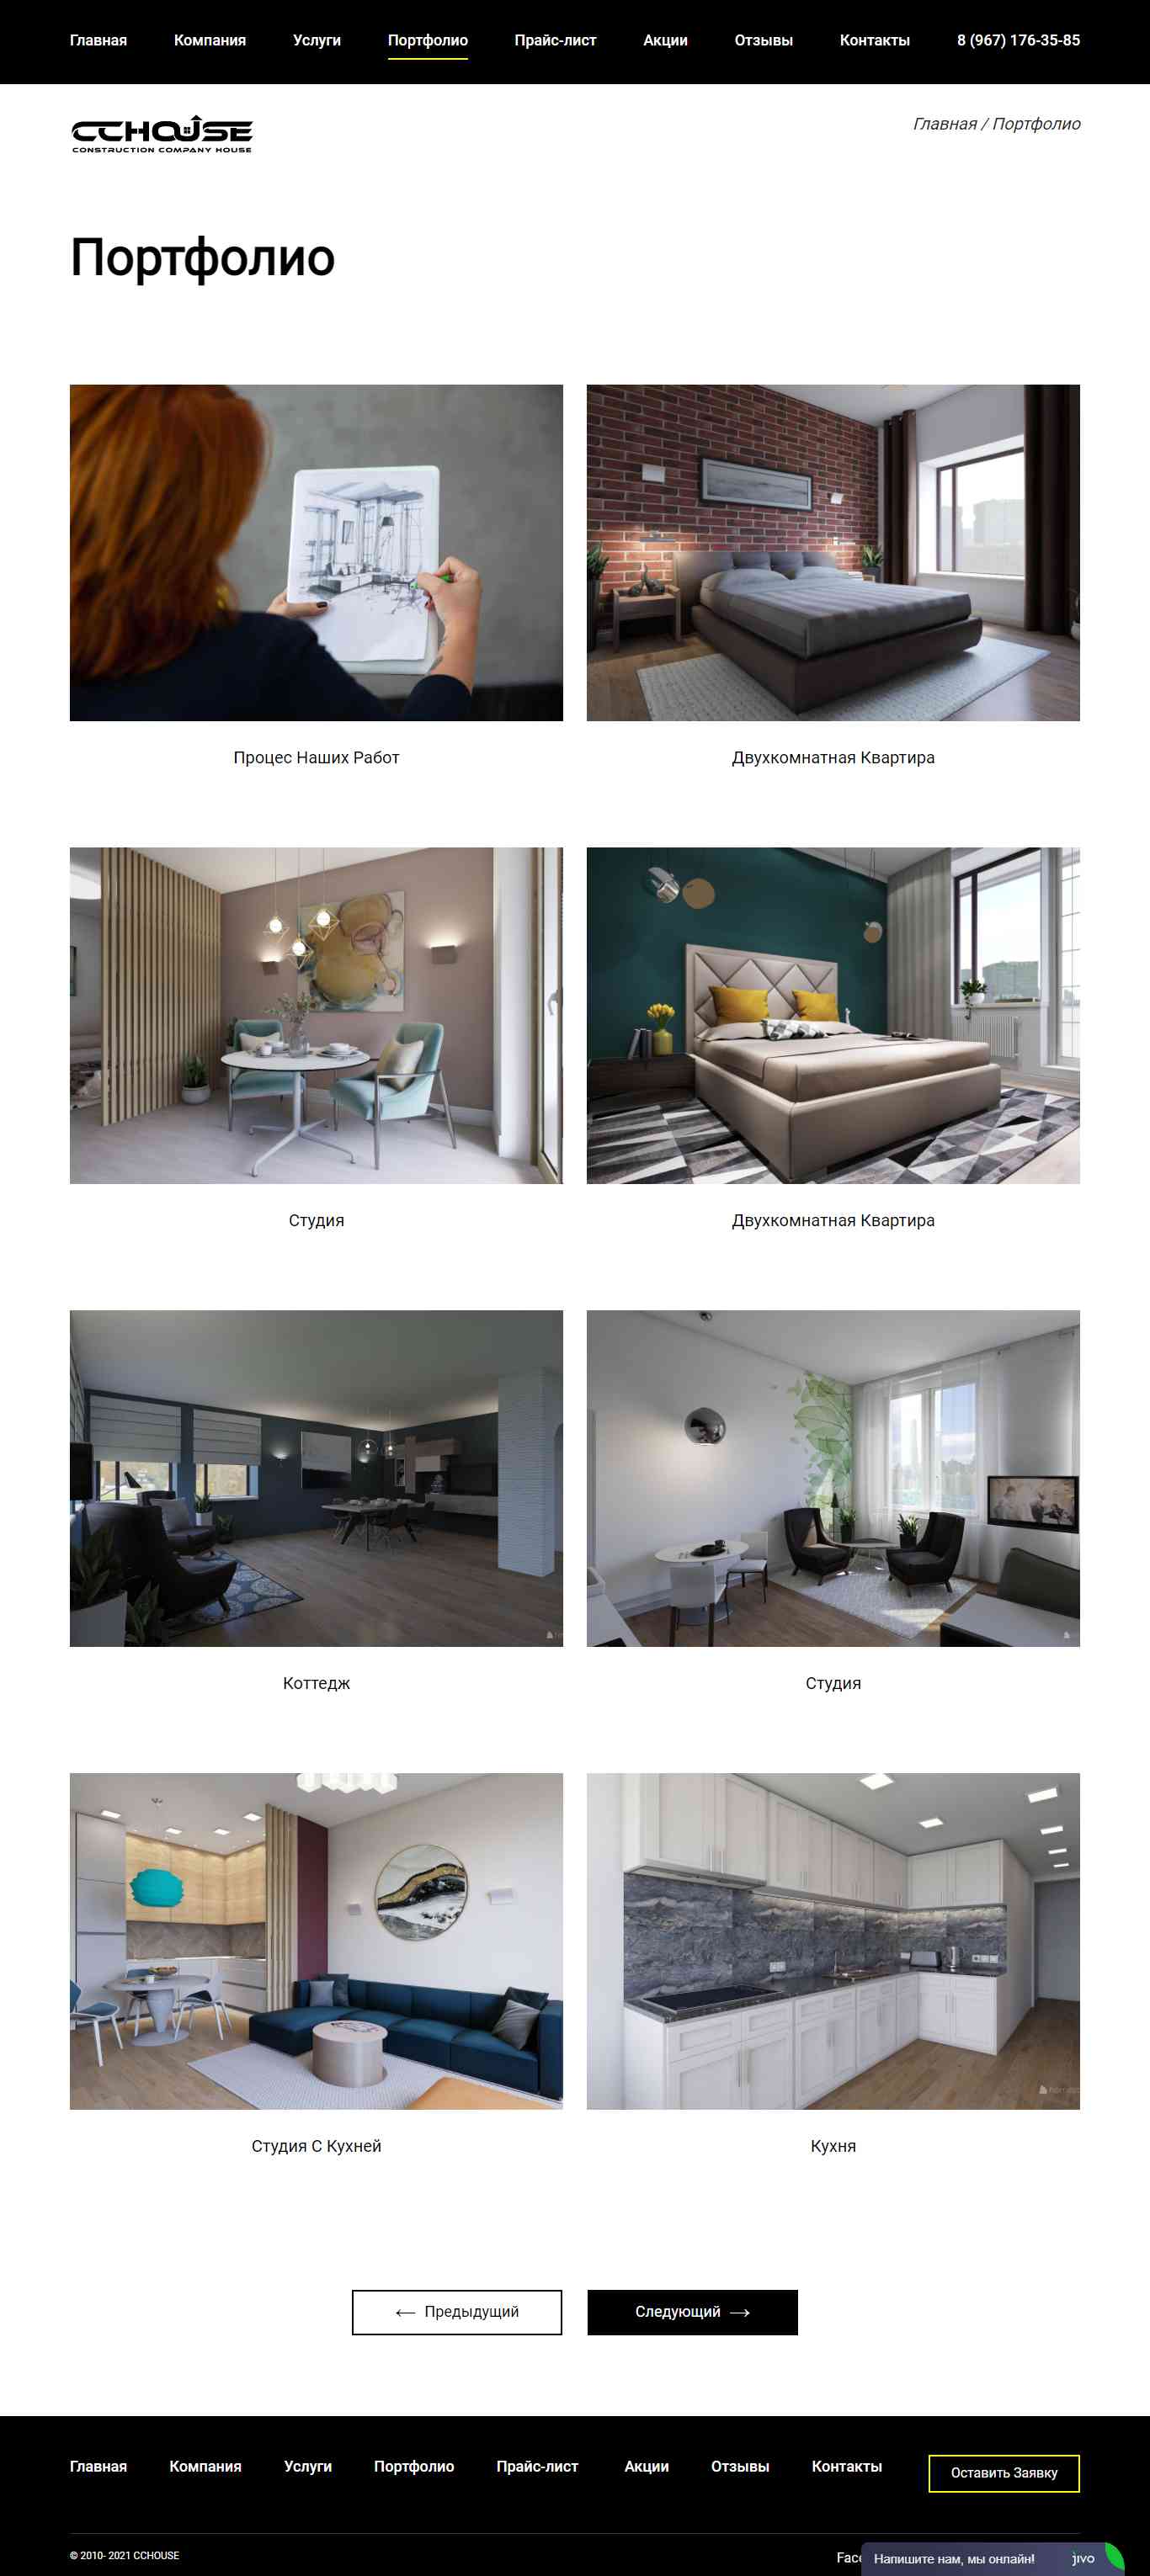 Главная Компания Услуги Портфолио Прайс-лист Акции Отзывы Контакты 8 (967) 176-35-85
CCHOUSE
CONSTRUCTION COMPANY HOUSE
Главная / Портфолио
Портфолио
Процес Наших Работ
Двухкомнатная Квартира
Студия
Двухкомнатная Квартира
Коттедж
Студия
Студия С Кухней
Кухня
← Предыдущий
Следующий →
Главная Компания Услуги Портфолио Прайс-лист Акции Отзывы Контакты Оставить Заявку
© 2010- 2021 CCHOUSE
Напишите нам, мы онлайн! jivo